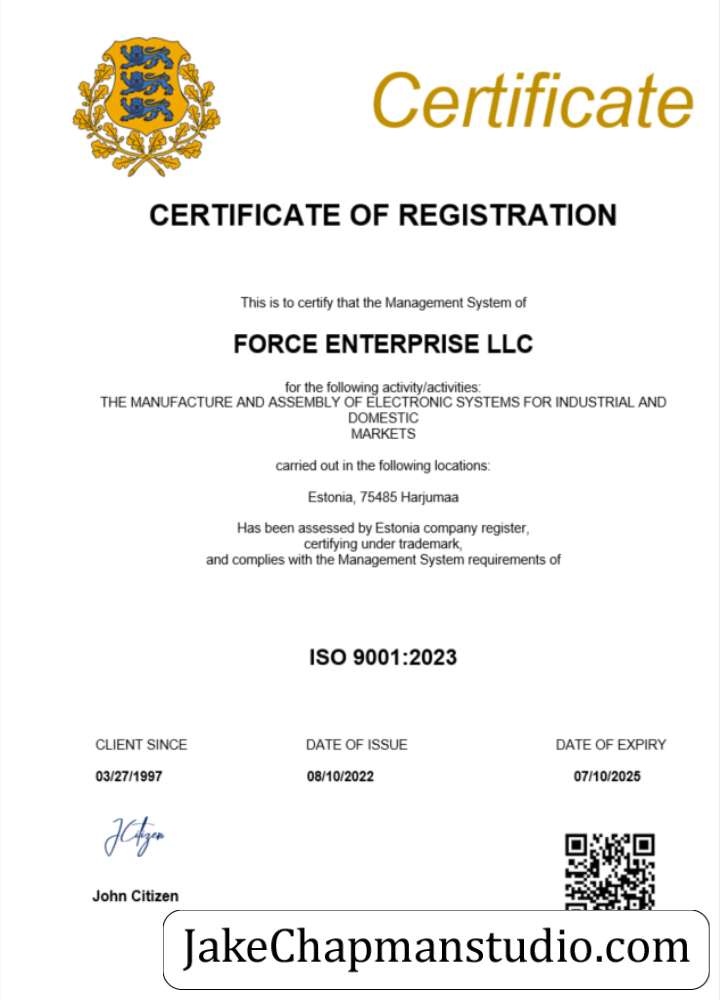 Certificate
CERTIFICATE OF REGISTRATION
This is to certify that the Management System of
FORCE ENTERPRISE LLC
for the following activity/activities:
THE MANUFACTURE AND ASSEMBLY OF ELECTRONIC SYSTEMS FOR INDUSTRIAL AND
DOMESTIC
MARKETS
carried out in the following locations:
Estonia, 75485 Harjumaa
Has been assessed by Estonia company register,
certifying under trademark,
and complies with the Management System requirements of
ISO 9001:2023
CLIENT SINCE DATE OF ISSUE DATE OF EXPIRY
03/27/1997 08/10/2022 07/10/2025
JCitizen
John Citizen
JakeChapmanstudio.com